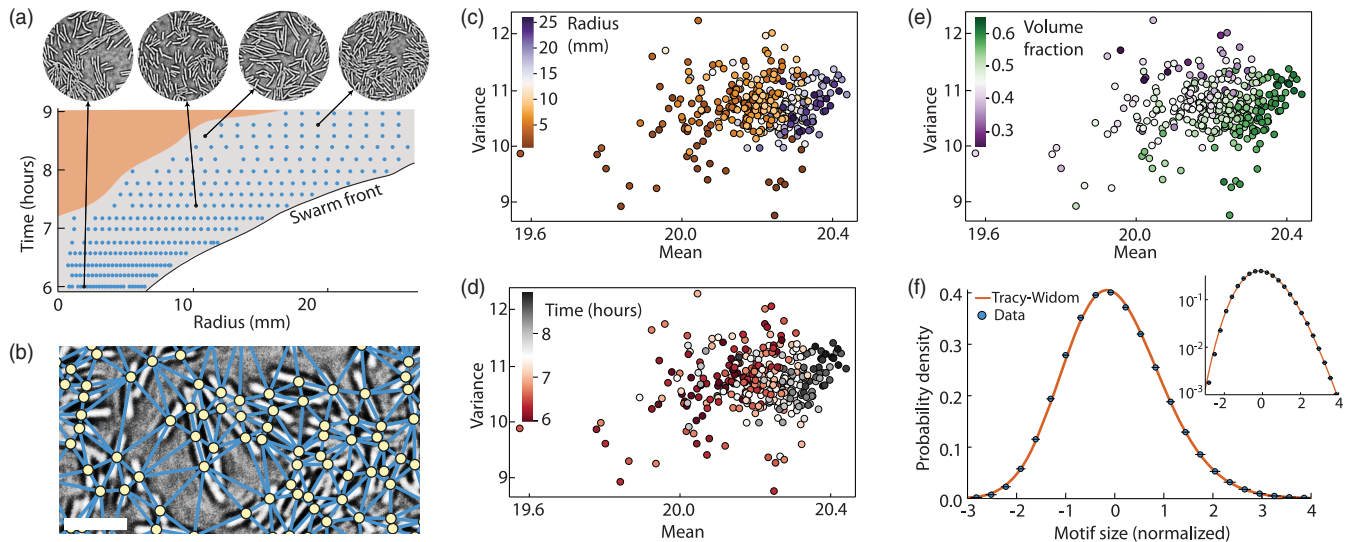 (a)
Time (hours)
9
8
7
6
Swarm front
0
10
20
Radius (mm)
(b)
(c)
Variance
12
11
10
9
25
20
15
10
5
Radius
(mm)
19.6
20.0
20.4
Mean
(d)
Variance
12
11
10
9
Time (hours)
8
7
6
19.6
20.0
20.4
Mean
(e)
Variance
12
11
10
9
0.6
0.5
0.4
0.3
Volume
fraction
19.6
20.0
20.4
Mean
(f)
Probability density
0.4
0.3
0.2
0.1
0.0
Tracy-Widom
Data
10⁻¹
10⁻²
10⁻³
-2
0
2
4
-3
-2
-1
0
1
2
3
4
Motif size (normalized)